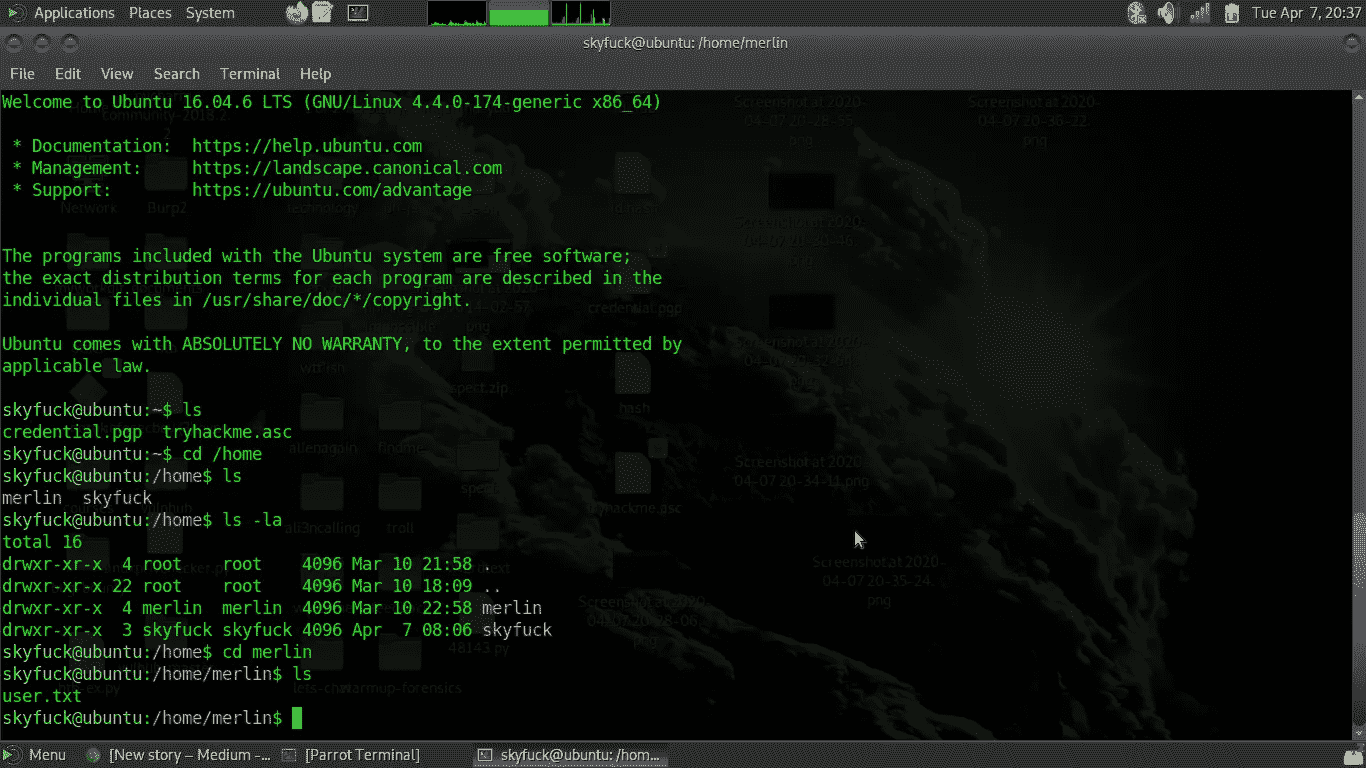 Applications Places System
Tue Apr 7, 20:37
skyfuck@ubuntu: /home/merlin
File Edit View Search Terminal Help
Welcome to Ubuntu 16.04.6 LTS (GNU/Linux 4.4.0-174-generic x86_64)
* Documentation: https://help.ubuntu.com
* Management: https://landscape.canonical.com
* Support: https://ubuntu.com/advantage
The programs included with the Ubuntu system are free software;
the exact distribution terms for each program are described in the
individual files in /usr/share/doc/*/copyright.
Ubuntu comes with ABSOLUTELY NO WARRANTY, to the extent permitted by
applicable law.
skyfuck@ubuntu:~$ ls
credential.pgp tryhackme.asc
skyfuck@ubuntu:~$ cd /home
skyfuck@ubuntu:/home$ ls
merlin skyfuck
skyfuck@ubuntu:/home$ ls -la
total 16
drwxr-xr-x 4 root root 4096 Mar 10 21:58 .
drwxr-xr-x 22 root root 4096 Mar 10 18:09 ..
drwxr-xr-x 4 merlin merlin 4096 Mar 10 22:58 merlin
drwxr-xr-x 3 skyfuck skyfuck 4096 Apr 7 08:06 skyfuck
skyfuck@ubuntu:/home$ cd merlin
skyfuck@ubuntu:/home/merlin$ ls
user.txt
skyfuck@ubuntu:/home/merlin$
Menu [New story – Medium -... [Parrot Terminal] skyfuck@ubuntu: /hom...